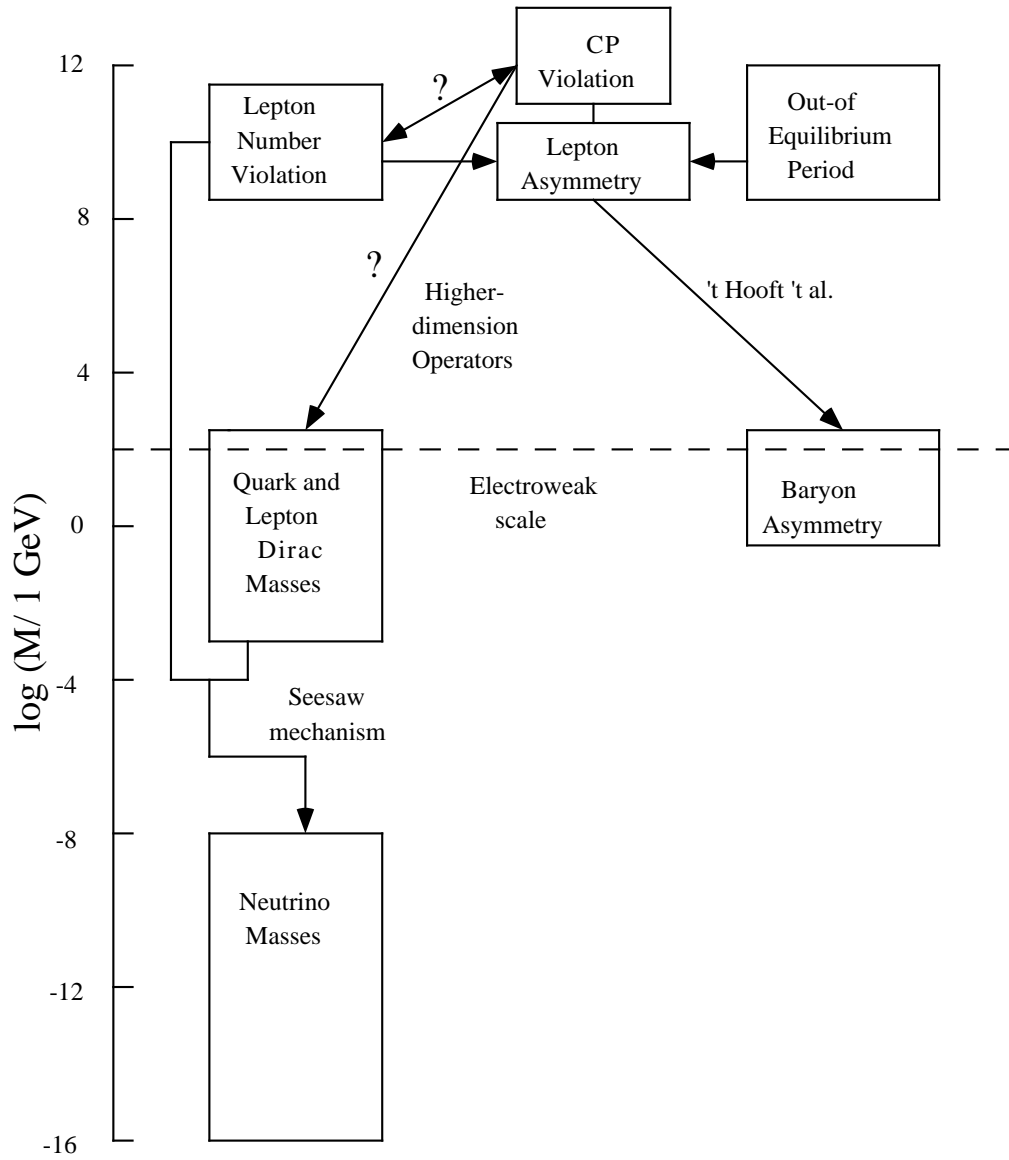 12
8
4
0
-4
-8
-12
-16
log (M/ 1 GeV)
CP
Violation
?
Lepton
Number
Violation
Lepton
Asymmetry
Out-of
Equilibrium
Period
?
Higher-
dimension
Operators
't Hooft 't al.
Quark and
Lepton
Dirac
Masses
Electroweak
scale
Baryon
Asymmetry
Seesaw
mechanism
Neutrino
Masses